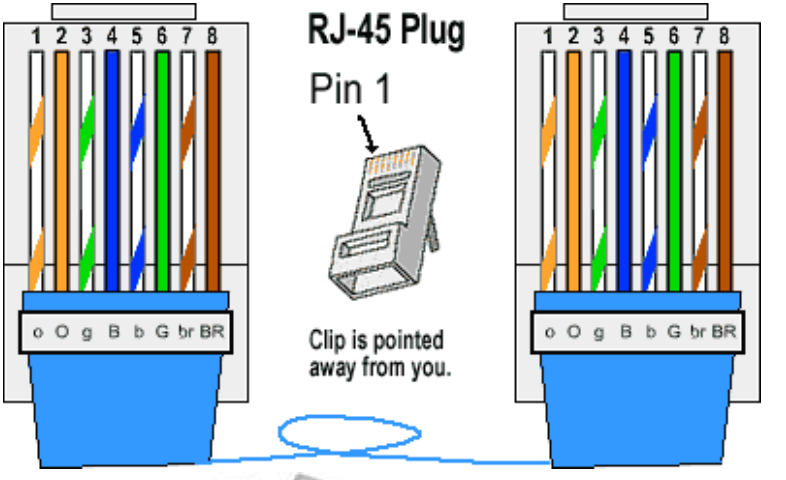 1 2 3 4 5 6 7 8
o O g B b G br BR
RJ-45 Plug
Pin 1
Clip is pointed
away from you.
1 2 3 4 5 6 7 8
o O g B b G br BR